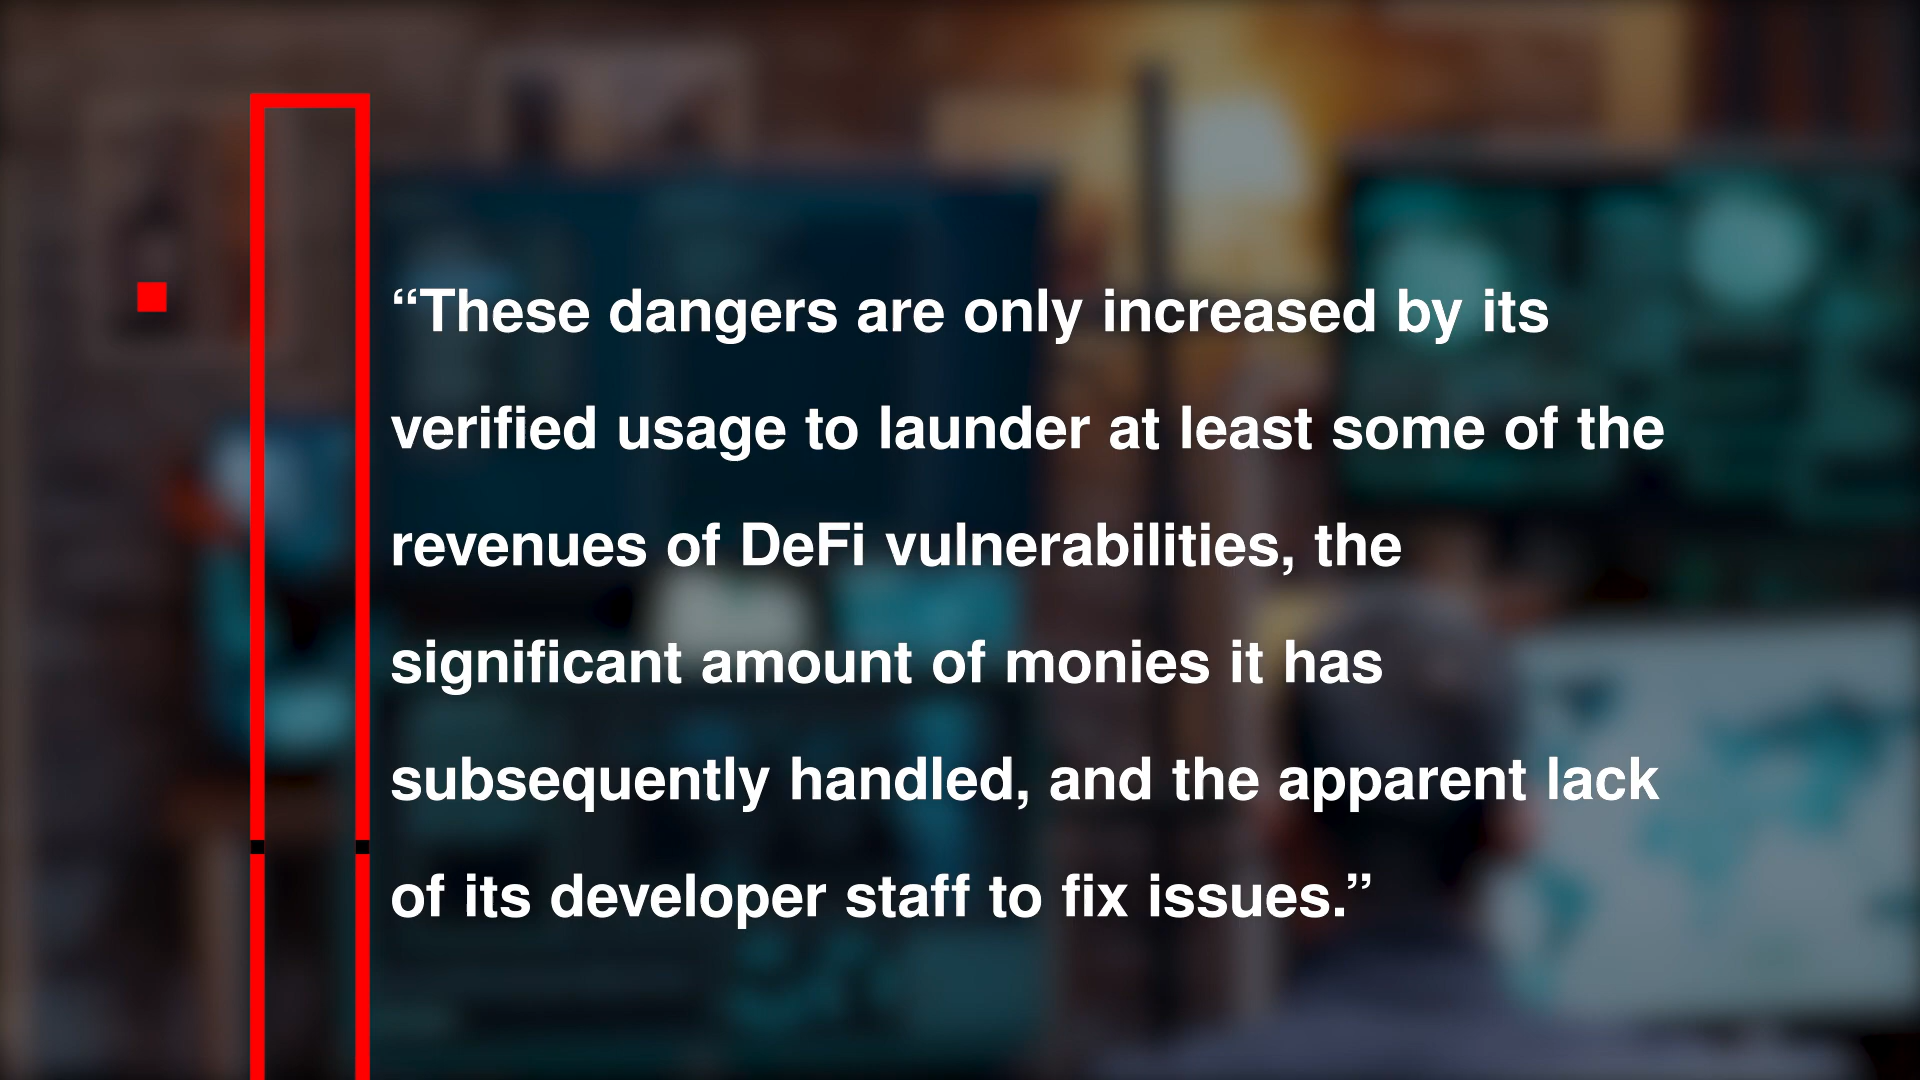 “These dangers are only increased by its
verified usage to launder at least some of the
revenues of DeFi vulnerabilities, the
significant amount of monies it has
subsequently handled, and the apparent lack
of its developer staff to fix issues.”